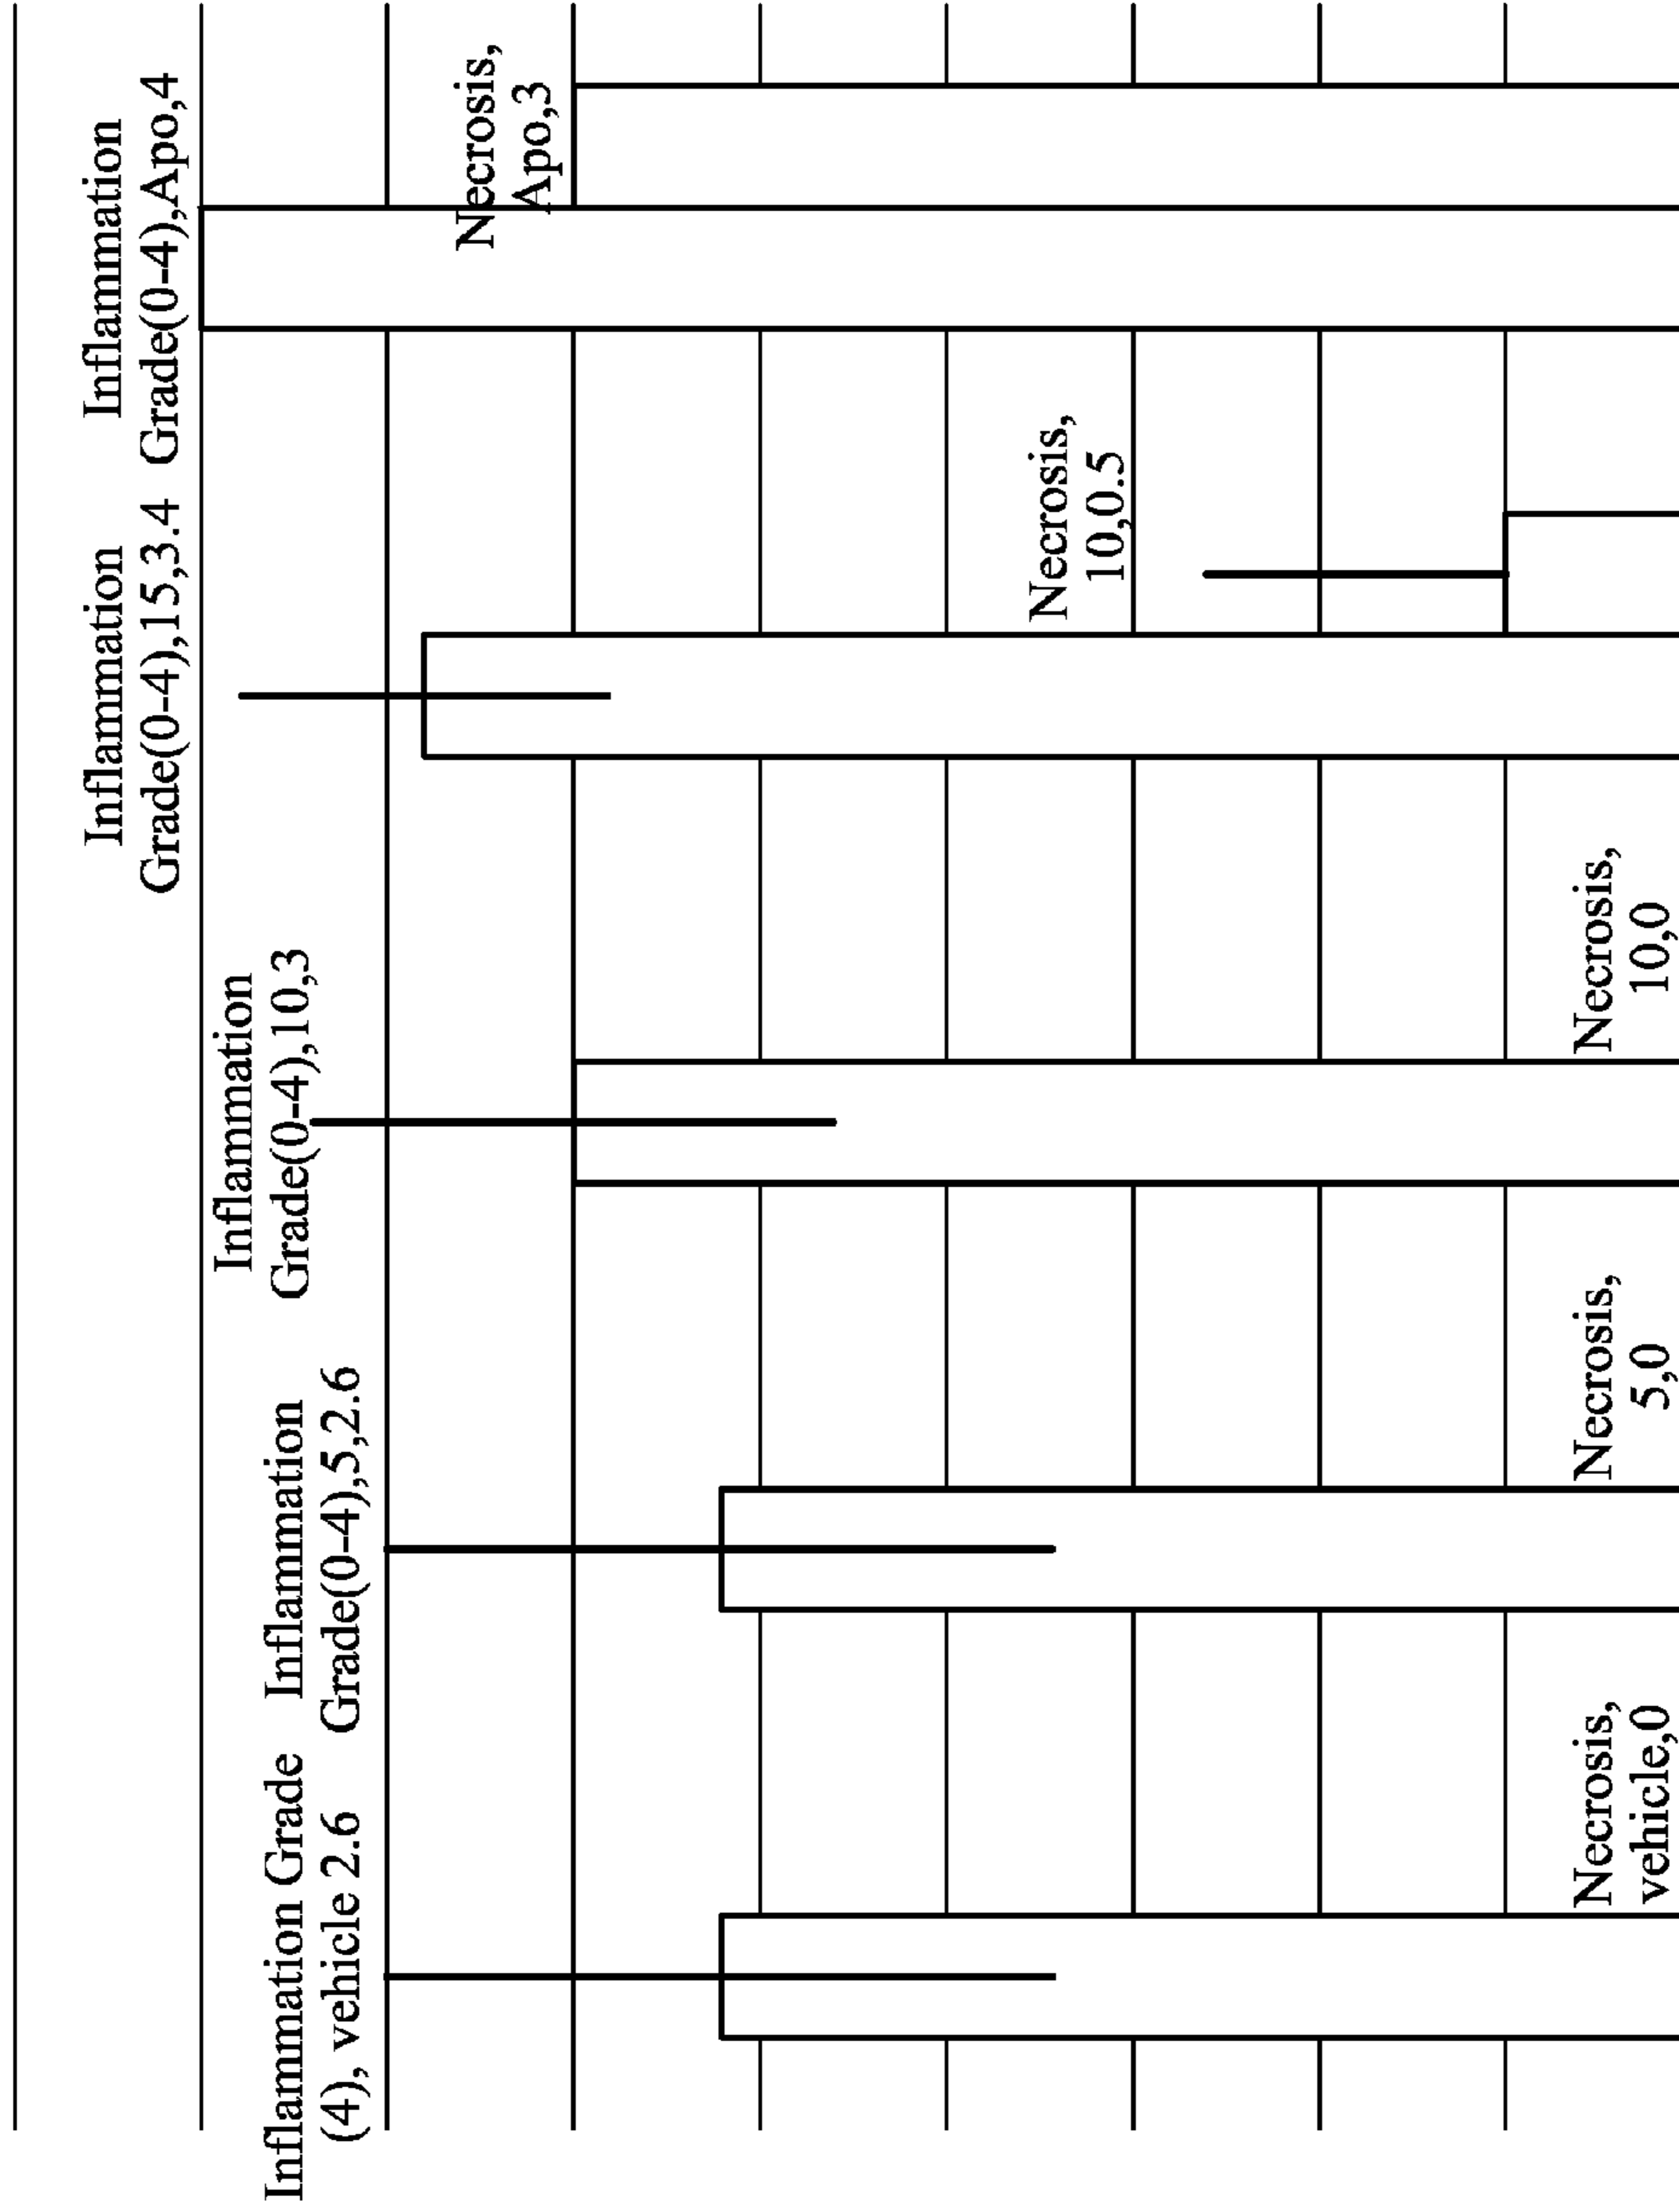 Inflammation Grade
(4), vehicle 2.6
Necrosis,
vehicle,0
Inflammation
Grade(0-4),5,2.6
Necrosis,
5,0
Inflammation
Grade(0-4),10,3
Necrosis,
10,0
Inflammation
Grade(0-4),15,3.4
Necrosis,
10,0.5
Inflammation
Grade(0-4),Apo,4
Necrosis,
Apo,3